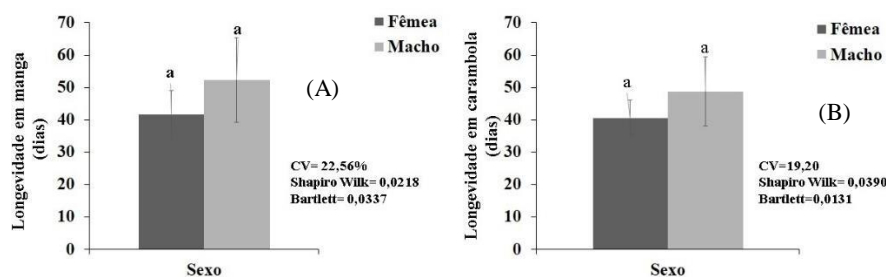 Longevidade em manga
(dias)
70
60
50
40
30
20
10
0
a
a
Fêmea
Macho
(A)
CV= 22,56%
Shapiro Wilk= 0,0218
Bartlett= 0,0337
Sexo
Longevidade em carambola
(dias)
70
60
50
40
30
20
10
0
a
a
Fêmea
Macho
(B)
CV=19,20
Shapiro Wilk= 0,0390
Bartlett=0,0131
Sexo